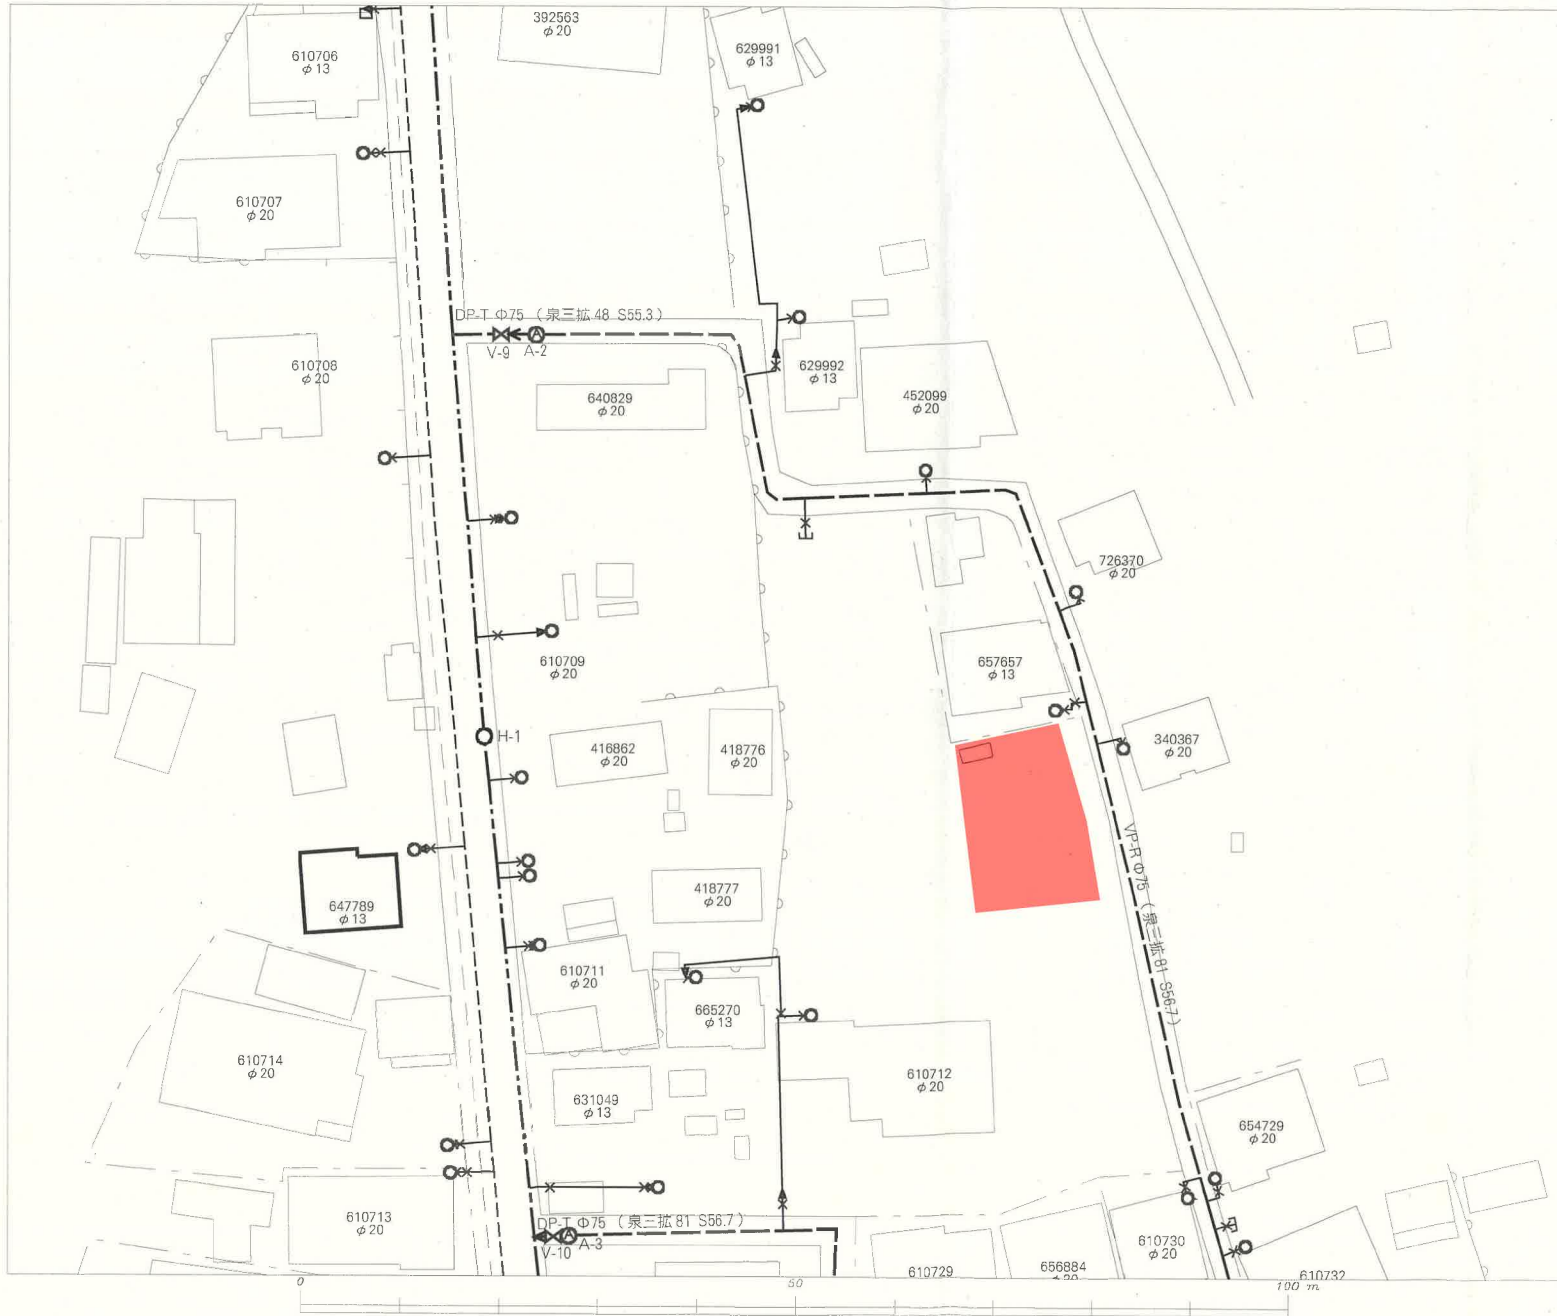 392563
φ20
610706
φ13
629991
φ13
610707
φ20
DP-T Φ75 (泉三拡 48 S55.3)
V-9 A-2
610708
φ20
629992
φ13
640829
φ20
452099
φ20
726370
φ20
610709
φ20
657657
φ13
H-1
416862
φ20
418776
φ20
340367
φ20
VP-R Φ75 (泉三拡 81 S56.7)
418777
φ20
647789
φ13
610711
φ20
665270
φ13
610714
φ20
610712
φ20
631049
φ13
654729
φ20
610713
φ20
DP-T Φ75 (泉三拡 81 S56.7)
V-10 A-3
610730
φ20
610729
656884
φ20
610732
0 50 100 m